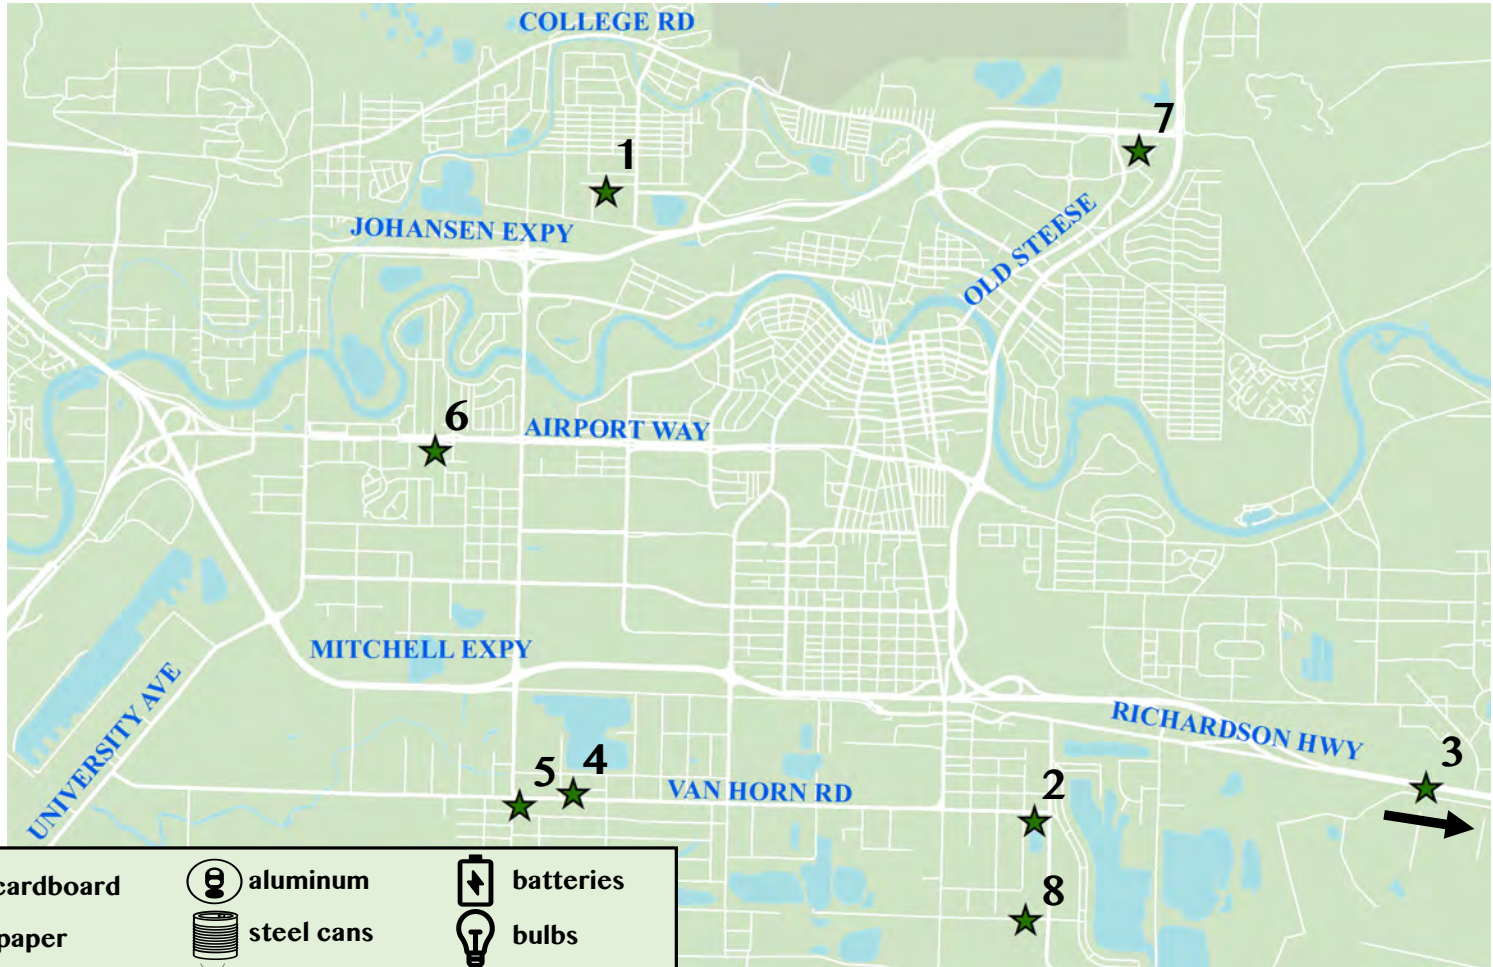 COLLEGE RD
7
1
JOHANSEN EXPY
OLD STEESE
6
AIRPORT WAY
MITCHELL EXPY
UNIVERSITY AVE
RICHARDSON HWY
3
5
4
VAN HORN RD
2
8
cardboard
aluminum
batteries
paper
steel cans
bulbs